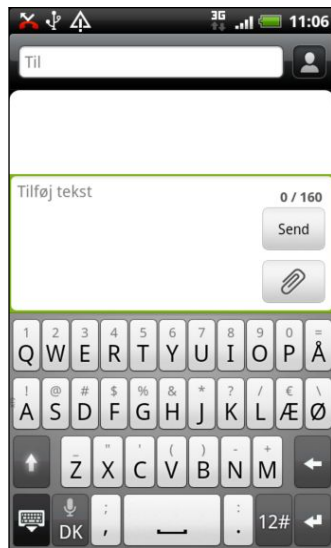 3G 11:06
Til
Tilføj tekst
0 / 160
Send
1 2 3 4 5 6 7 8 9 0 =
Q W E R T Y U I O P Å
! @ # $ % & * ? / € \
A S D F G H J K L Æ Ø
_ " ' ( ) - +
Z X C V B N M
; :
DK , . 12#